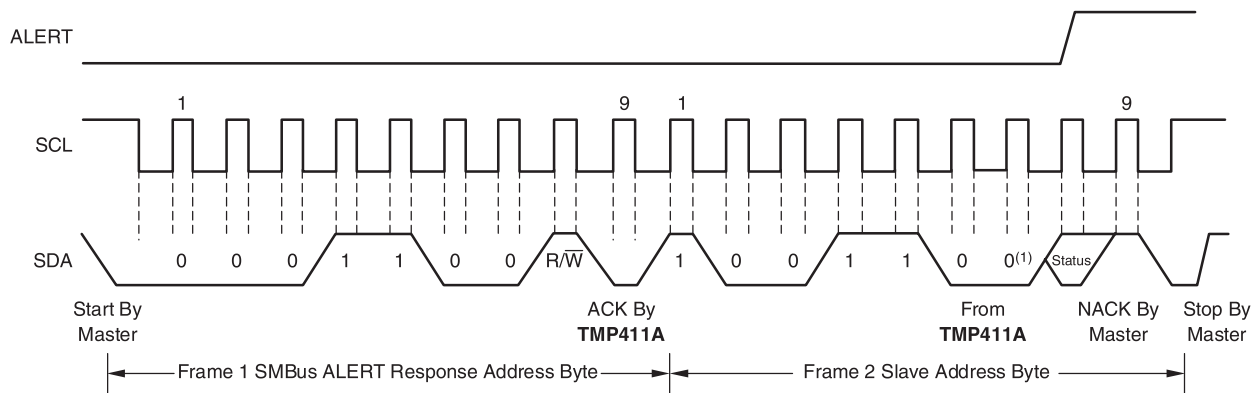 ALERT
1 9 1 9
SCL
SDA 0 0 0 1 1 0 0 R/W̅ 1 0 0 1 1 0 0(1) Status
Start By Master
ACK By TMP411A
From TMP411A
NACK By Master
Stop By Master
Frame 1 SMBus ALERT Response Address Byte
Frame 2 Slave Address Byte